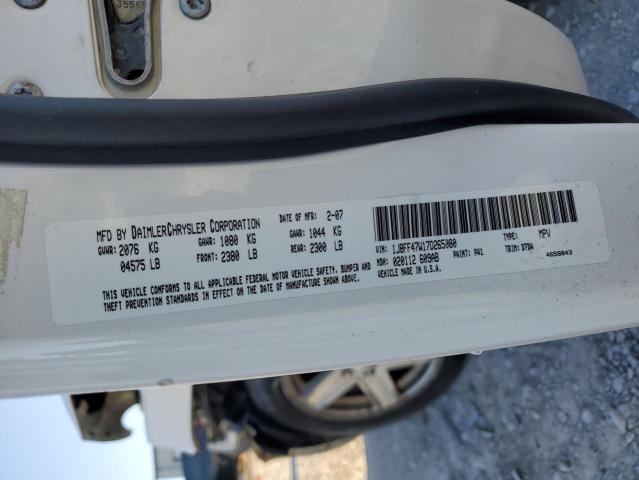 3556
MFD BY DAIMLERCHRYSLER CORPORATION DATE OF MFR: 2-07
GVWR: 2076 KG GAWR: 1080 KG GAWR: 1044 KG
04575 LB FRONT: 2380 LB REAR: 2300 LB
THIS VEHICLE CONFORMS TO ALL APPLICABLE FEDERAL MOTOR VEHICLE SAFETY, BUMPER AND
THEFT PREVENTION STANDARDS IN EFFECT ON THE DATE OF MANUFACTURE SHOWN ABOVE.
VIN: 1J8FF47W17D265080 TYPE: MPV
MDH: 020112 609AB PAINT: PW1 TRIM: D7DA
VEHICLE MADE IN U.S.A. 4658043